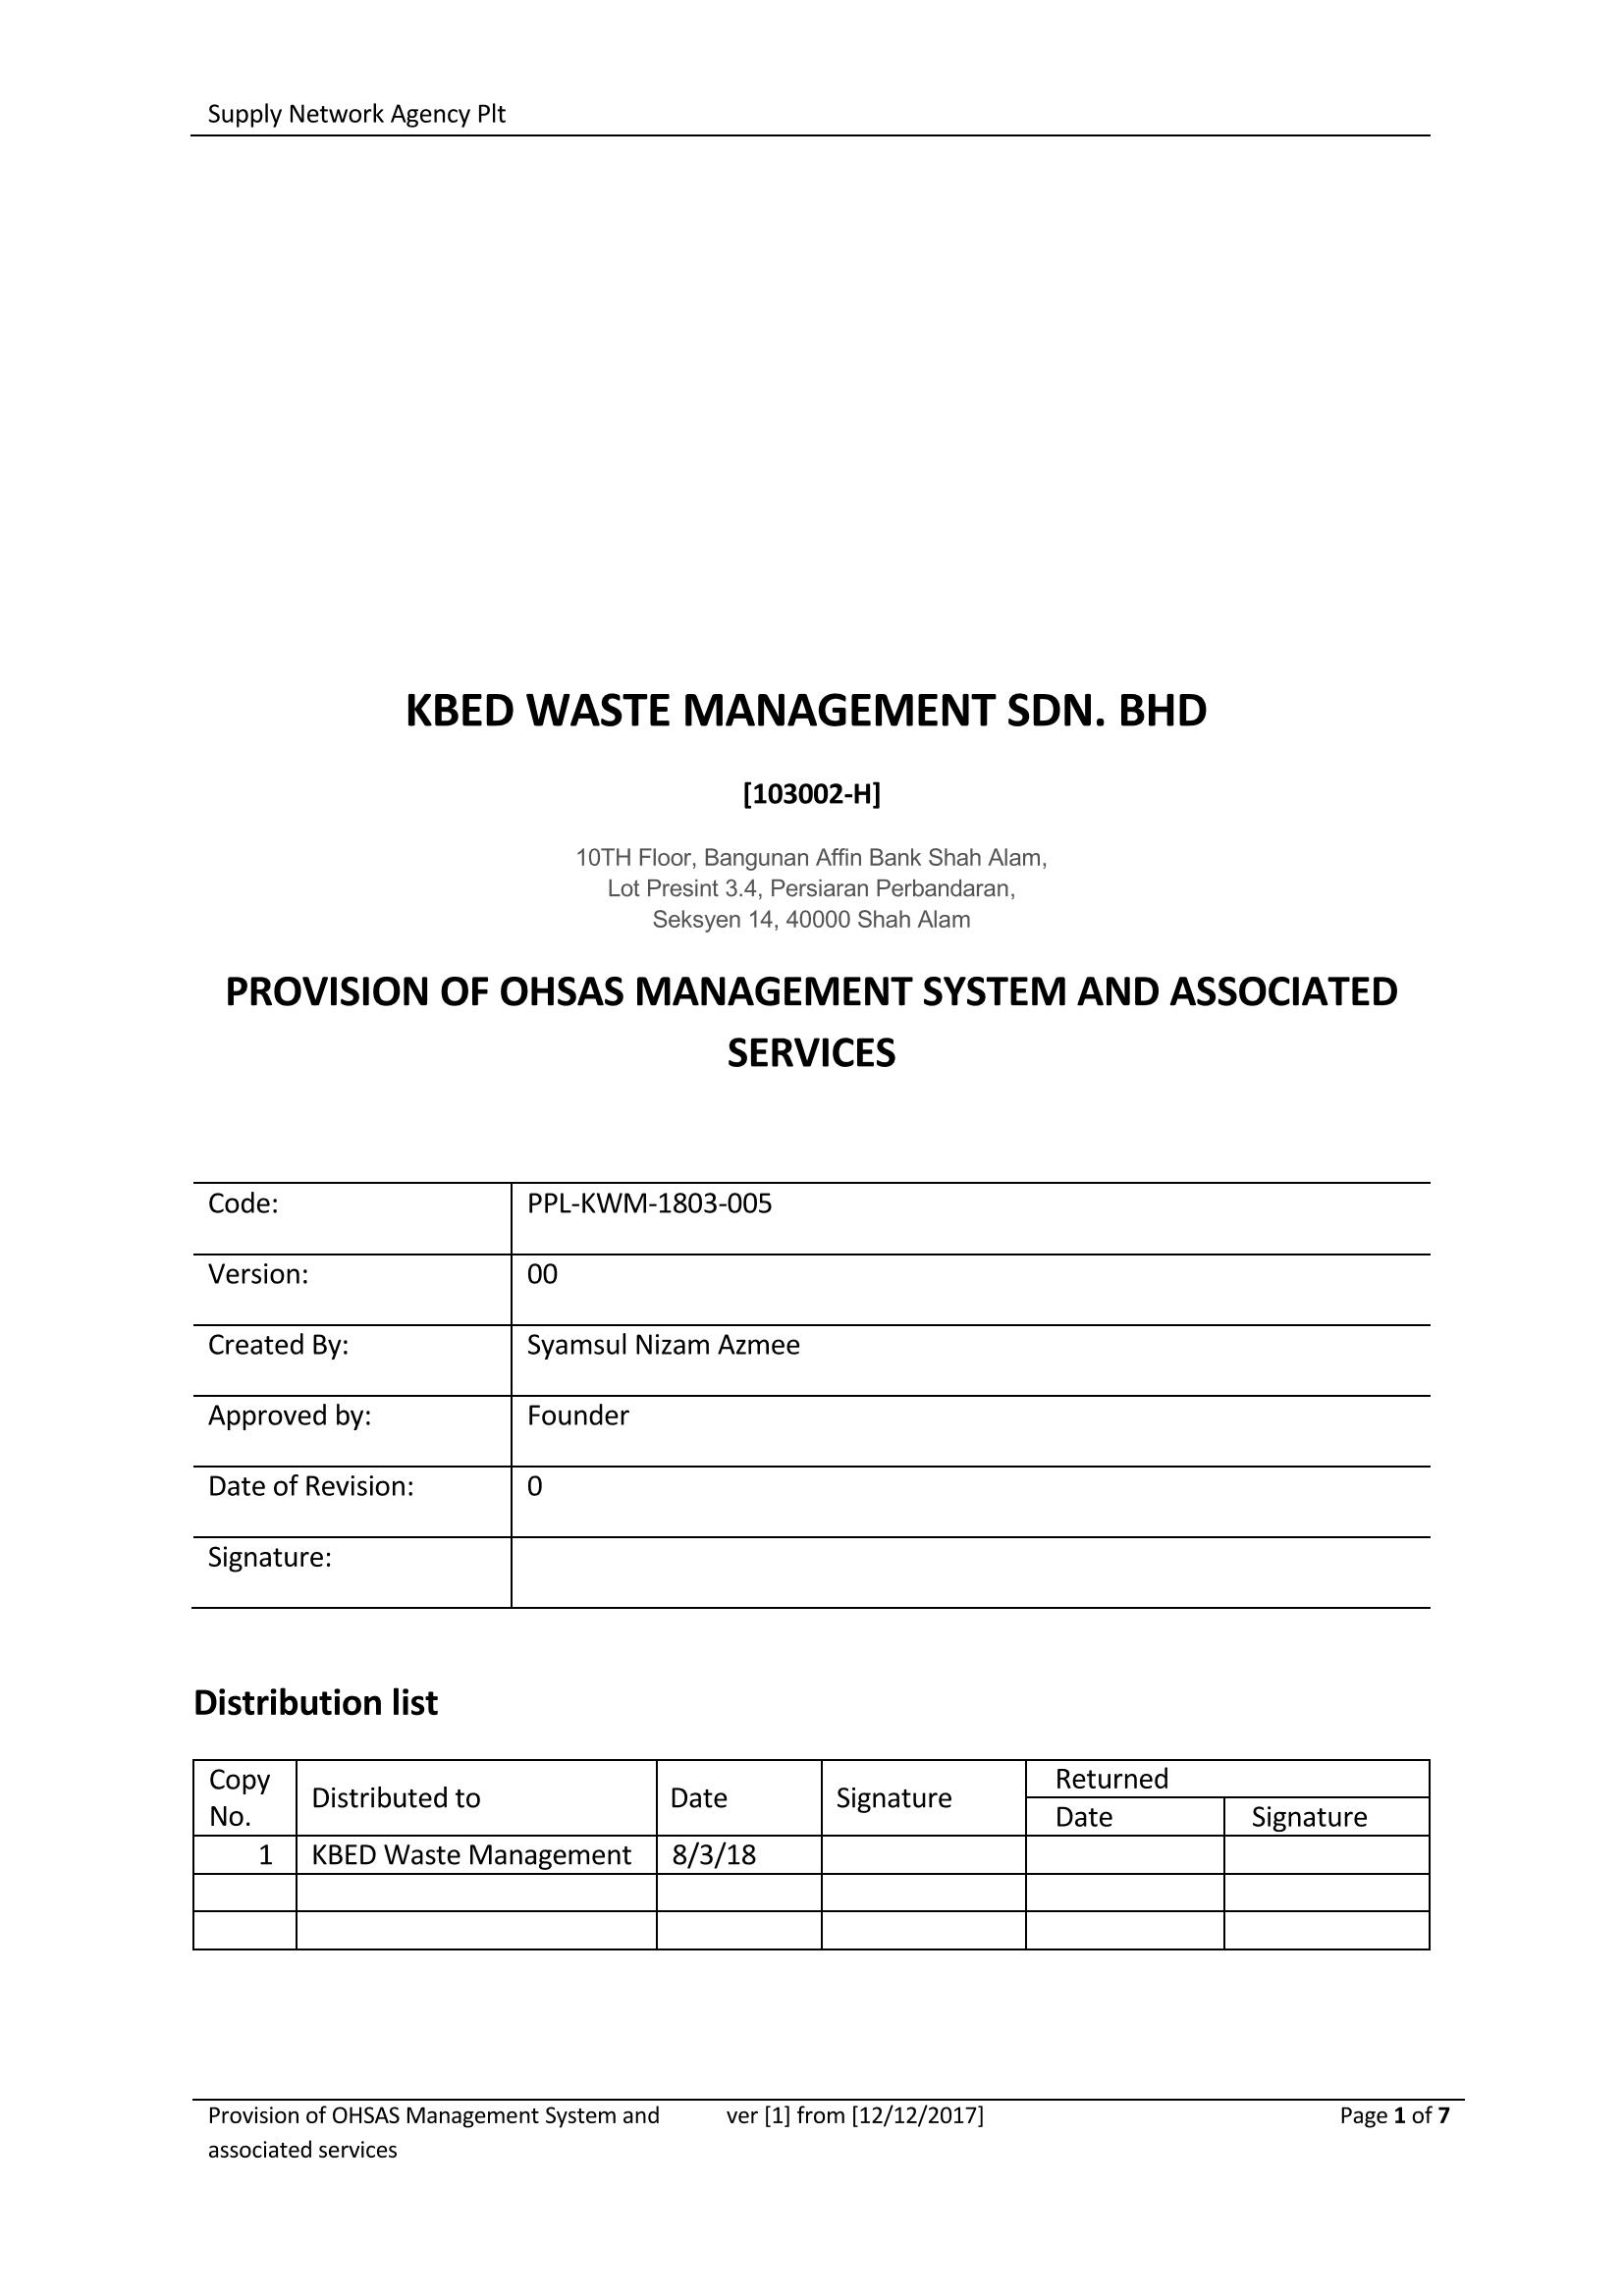 Supply Network Agency Plt
KBED WASTE MANAGEMENT SDN. BHD
[103002-H]
10TH Floor, Bangunan Affin Bank Shah Alam,
Lot Presint 3.4, Persiaran Perbandaran,
Seksyen 14, 40000 Shah Alam
PROVISION OF OHSAS MANAGEMENT SYSTEM AND ASSOCIATED
SERVICES
Code: PPL-KWM-1803-005
Version: 00
Created By: Syamsul Nizam Azmee
Approved by: Founder
Date of Revision: 0
Signature:
Distribution list
Copy No. Distributed to Date Signature Returned
Date Signature
1 KBED Waste Management 8/3/18
Provision of OHSAS Management System and ver [1] from [12/12/2017] Page 1 of 7
associated services